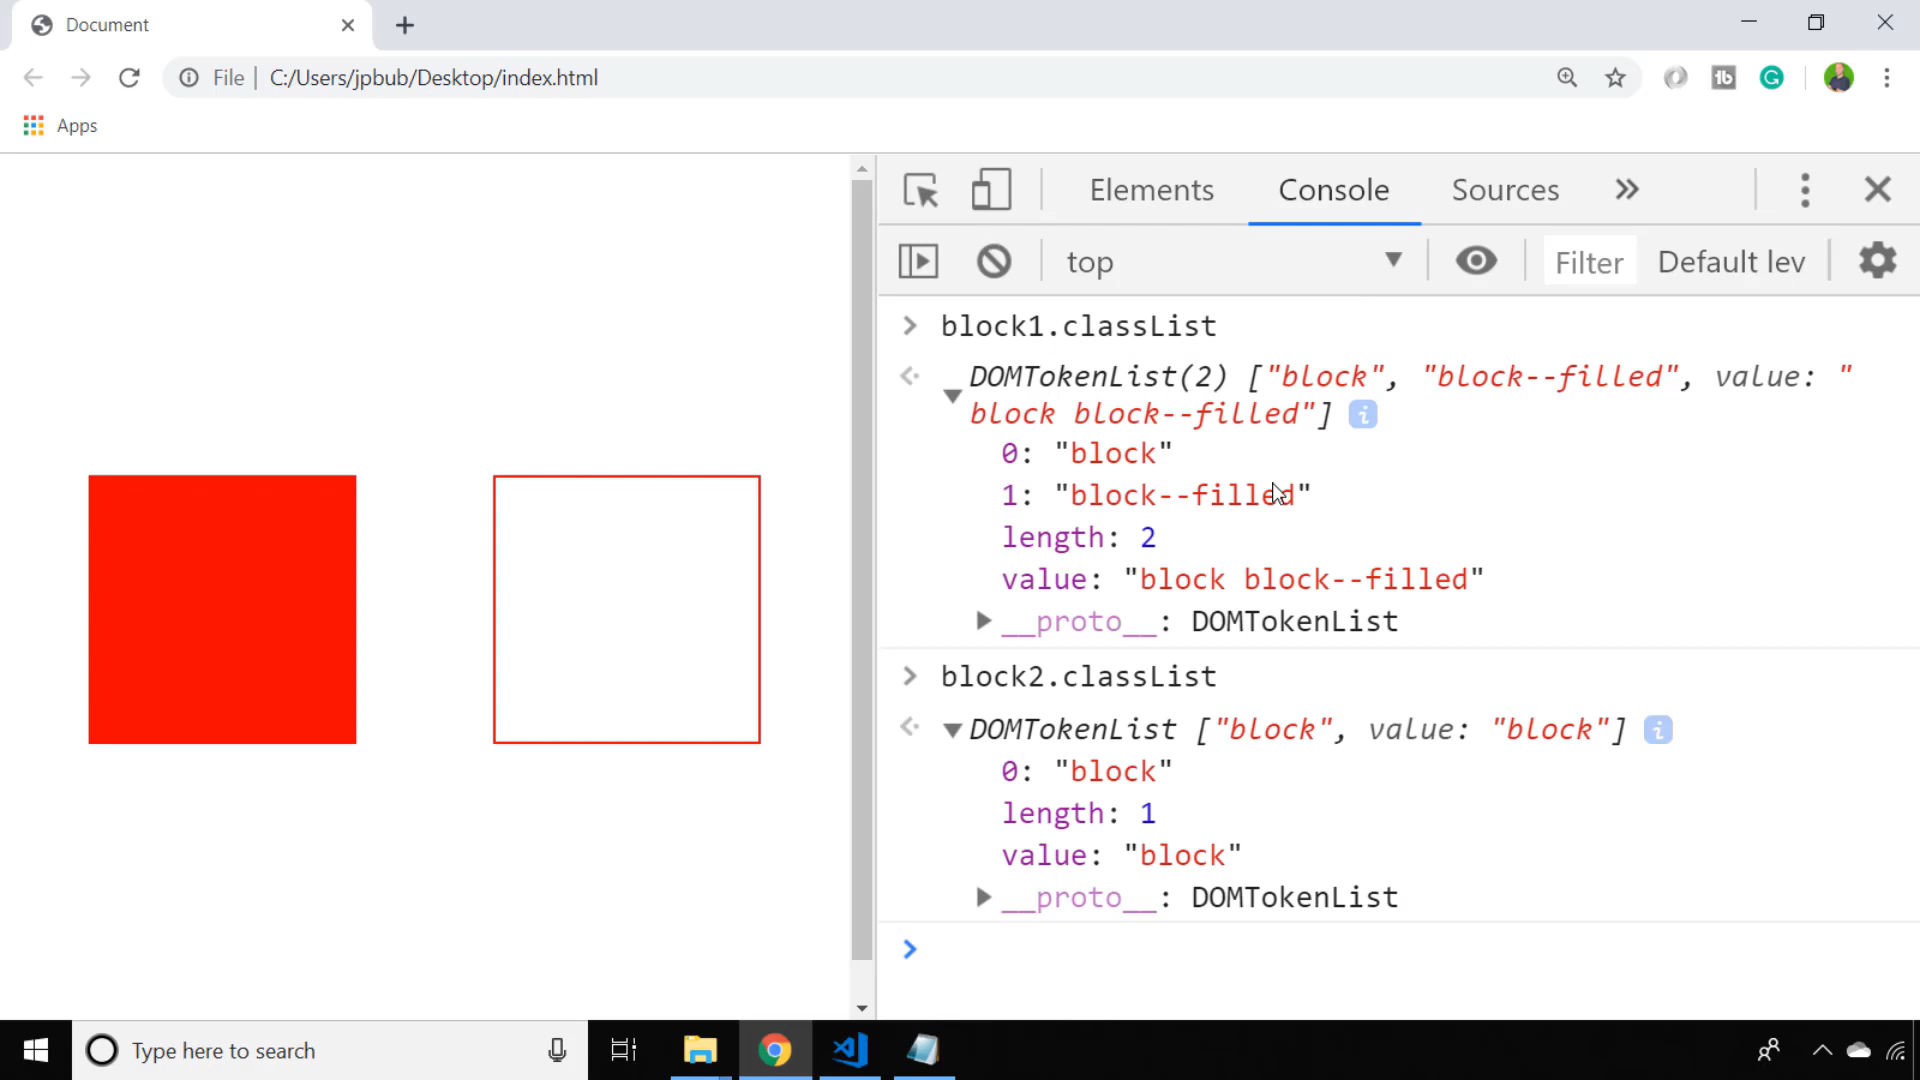 Document
File C:/Users/jpbub/Desktop/index.html
Apps
Elements Console Sources
top Filter Default lev
block1.classList
DOMTokenList(2) ["block", "block--filled", value: "
block block--filled"]
0: "block"
1: "block--filled"
length: 2
value: "block block--filled"
__proto__: DOMTokenList
block2.classList
DOMTokenList ["block", value: "block"]
0: "block"
length: 1
value: "block"
__proto__: DOMTokenList
Type here to search